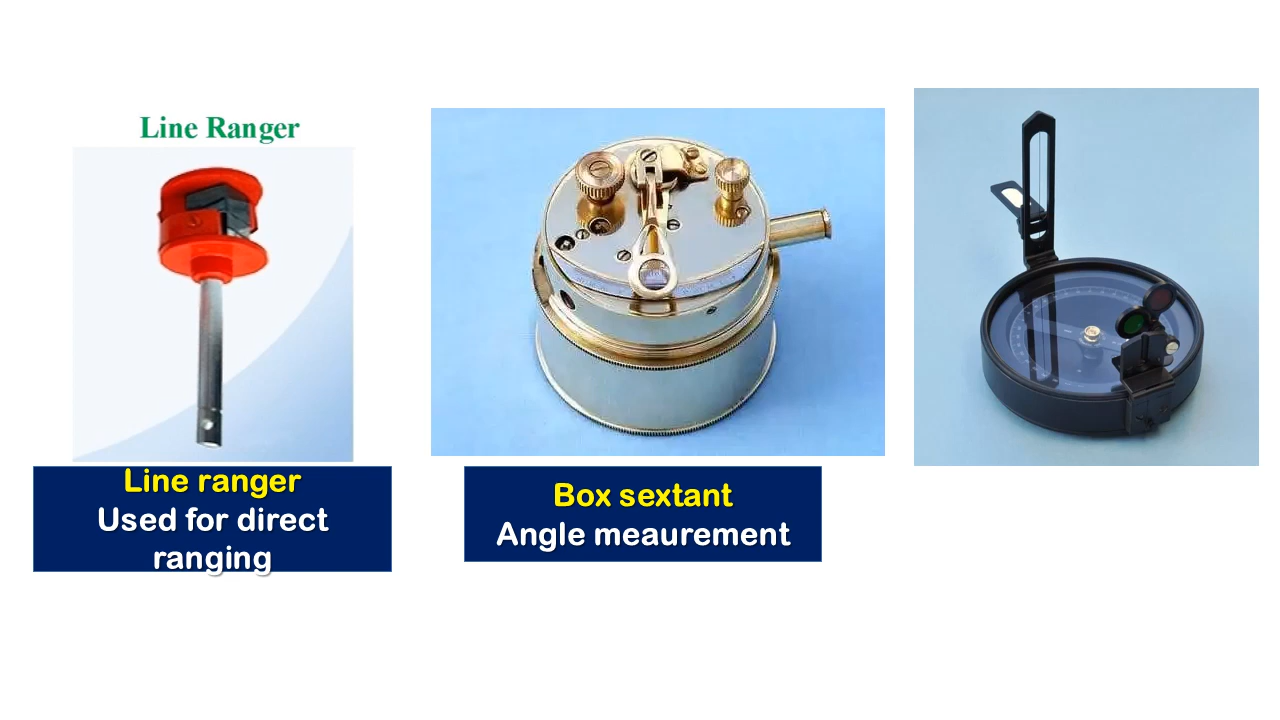 Line Ranger
Line ranger
Used for direct
ranging
Box sextant
Angle meaurement